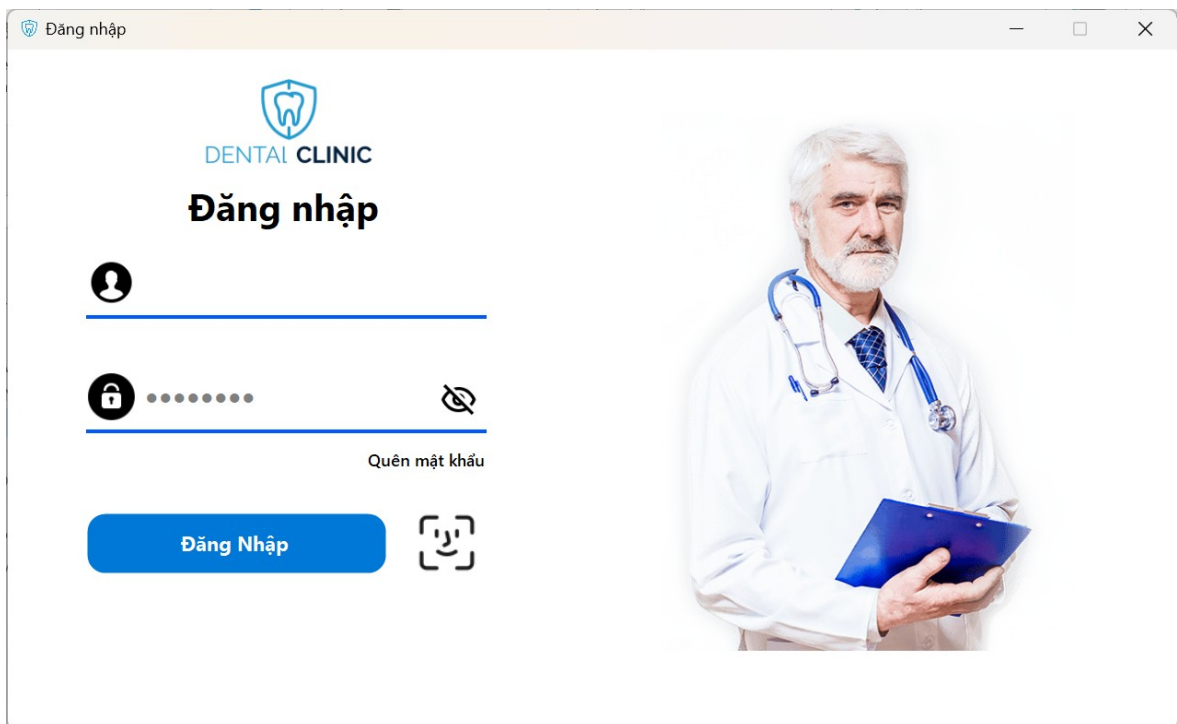 Đăng nhập
DENTAL CLINIC
Đăng nhập
••••••••
Quên mật khẩu
Đăng Nhập